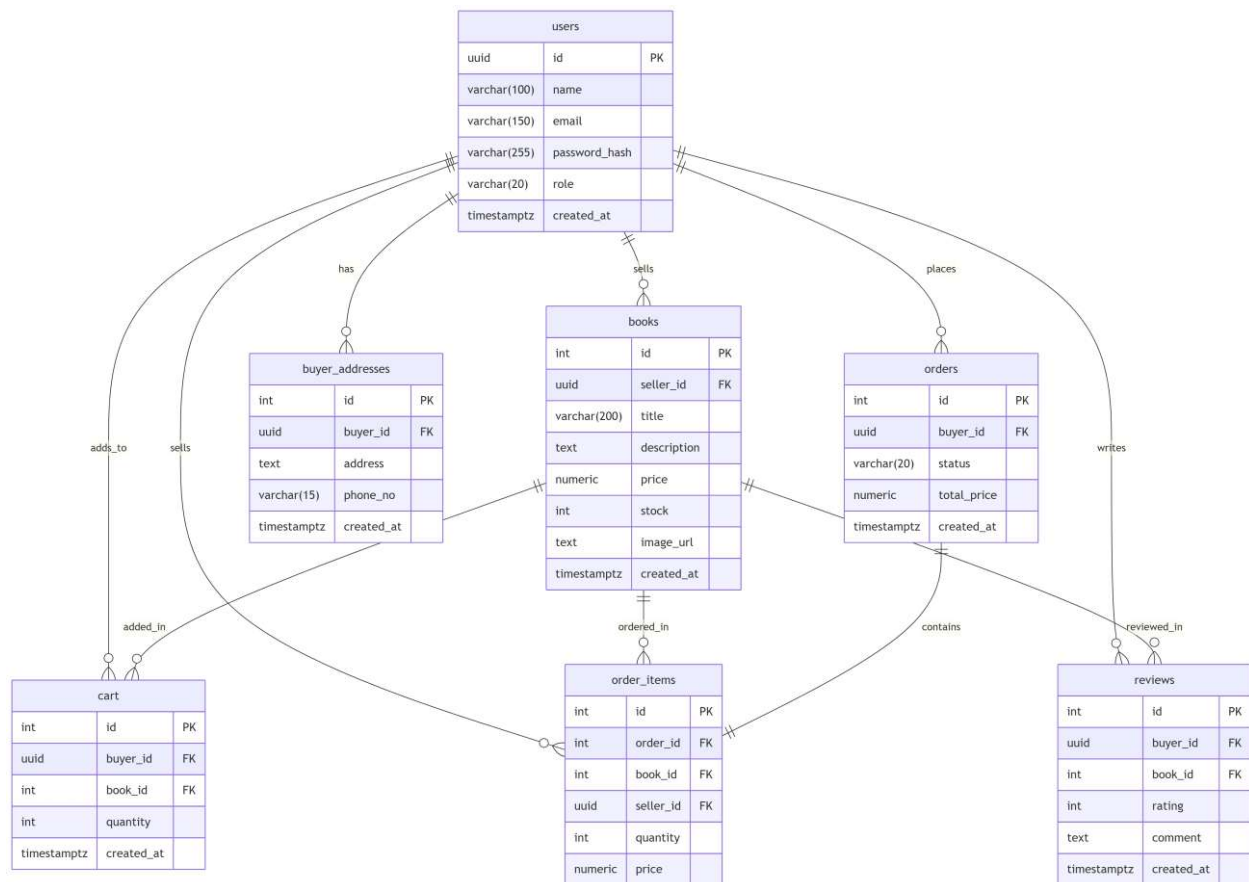 users
uuid id PK
varchar(100) name
varchar(150) email
varchar(255) password_hash
varchar(20) role
timestamptz created_at
has
sells
places
books
int id PK
uuid seller_id FK
varchar(200) title
text description
numeric price
int stock
text image_url
timestamptz created_at
buyer_addresses
int id PK
uuid buyer_id FK
text address
varchar(15) phone_no
timestamptz created_at
orders
int id PK
uuid buyer_id FK
varchar(20) status
numeric total_price
timestamptz created_at
adds_to
sells
writes
added_in
ordered_in
contains
reviewed_in
cart
int id PK
uuid buyer_id FK
int book_id FK
int quantity
timestamptz created_at
order_items
int id PK
int order_id FK
int book_id FK
uuid seller_id FK
int quantity
numeric price
reviews
int id PK
uuid buyer_id FK
int book_id FK
int rating
text comment
timestamptz created_at